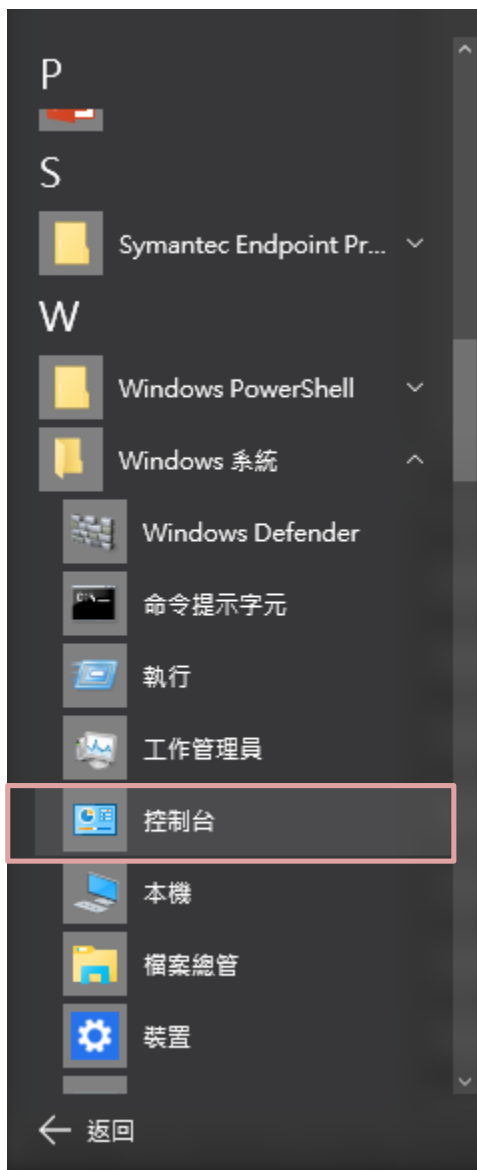 P
S
Symantec Endpoint Pr...
W
Windows PowerShell
Windows 系統
Windows Defender
命令提示字元
執行
工作管理員
控制台
本機
檔案總管
裝置
返回